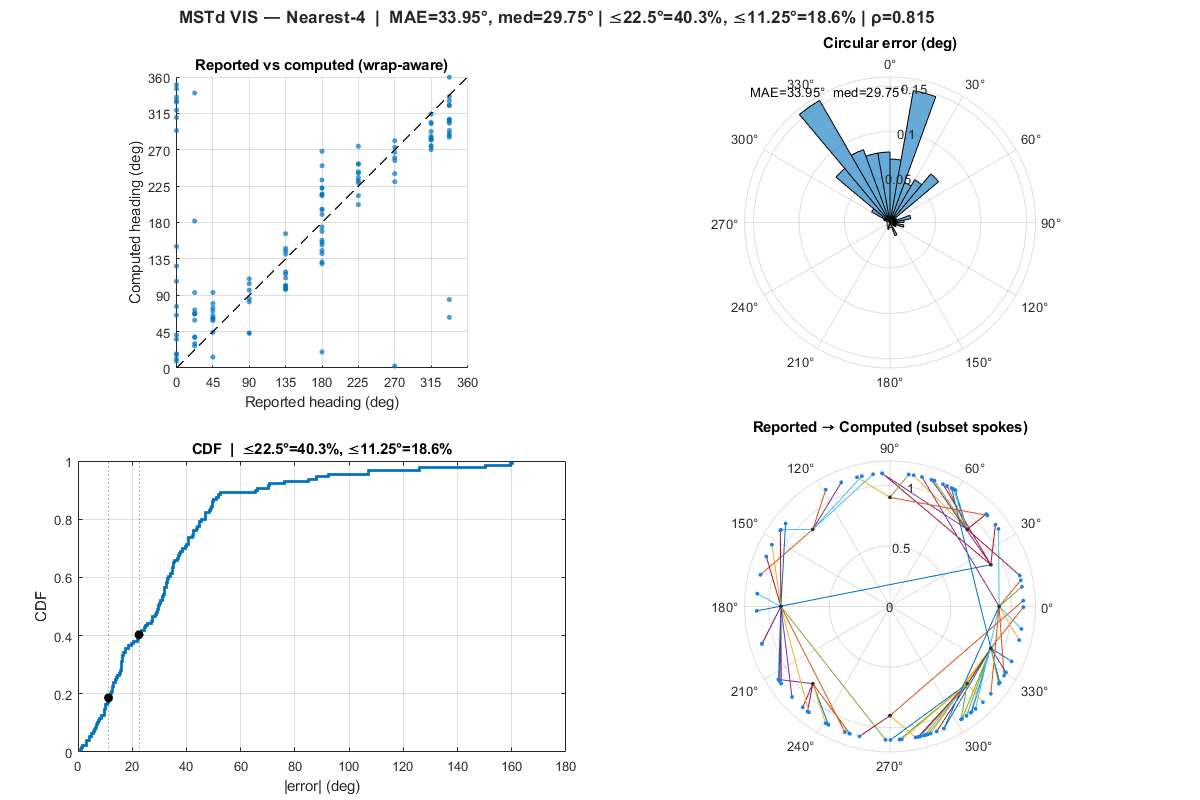 MSTd VIS — Nearest-4 | MAE=33.95°, med=29.75° | ≤22.5°=40.3%, ≤11.25°=18.6% | ρ=0.815
Reported vs computed (wrap-aware)
360
315
270
225
180
135
90
45
0
Computed heading (deg)
0 45 90 135 180 225 270 315 360
Reported heading (deg)
Circular error (deg)
0°
330° 30°
MAE=33.95° med=29.75°
0.15
0.1
0.05
300° 60°
270° 90°
240° 120°
210° 150°
180°
CDF | ≤22.5°=40.3%, ≤11.25°=18.6%
1
0.8
0.6
0.4
0.2
0
CDF
0 20 40 60 80 100 120 140 160 180
|error| (deg)
Reported → Computed (subset spokes)
90°
120° 60°
1
150° 30°
0.5
180° 0 0°
210° 330°
240° 300°
270°